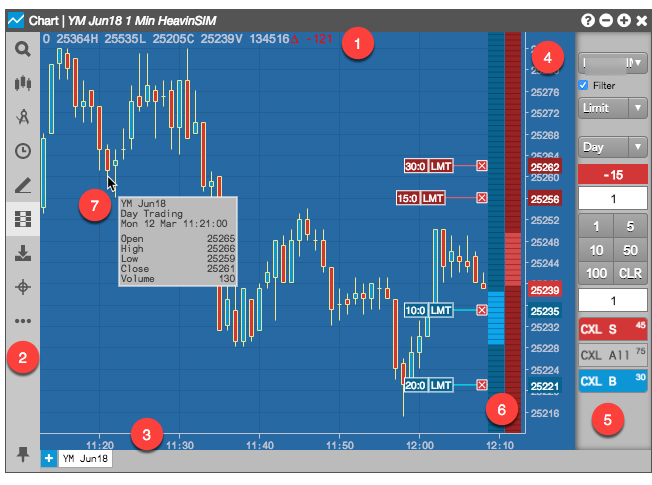 Chart | YM Jun18 1 Min HeavinSIM
O 25364H 25535L 25205C 25239V 134516Δ -121
1
4
25276
25272
25268
25264
25262
25260
25256
25252
25248
25244
25239
25235
25232
25228
25224
25221
25216
30:0 LMT
15:0 LMT
10:0 LMT
20:0 LMT
7
YM Jun18
Day Trading
Mon 12 Mar 11:21:00
Open 25265
High 25266
Low 25259
Close 25261
Volume 130
2
3
6
5
11:20 11:30 11:40 11:50 12:00 12:10
YM Jun18
Filter
Limit
Day
-15
1
1 5
10 50
100 CLR
1
CXL S 45
CXL All 75
CXL B 30